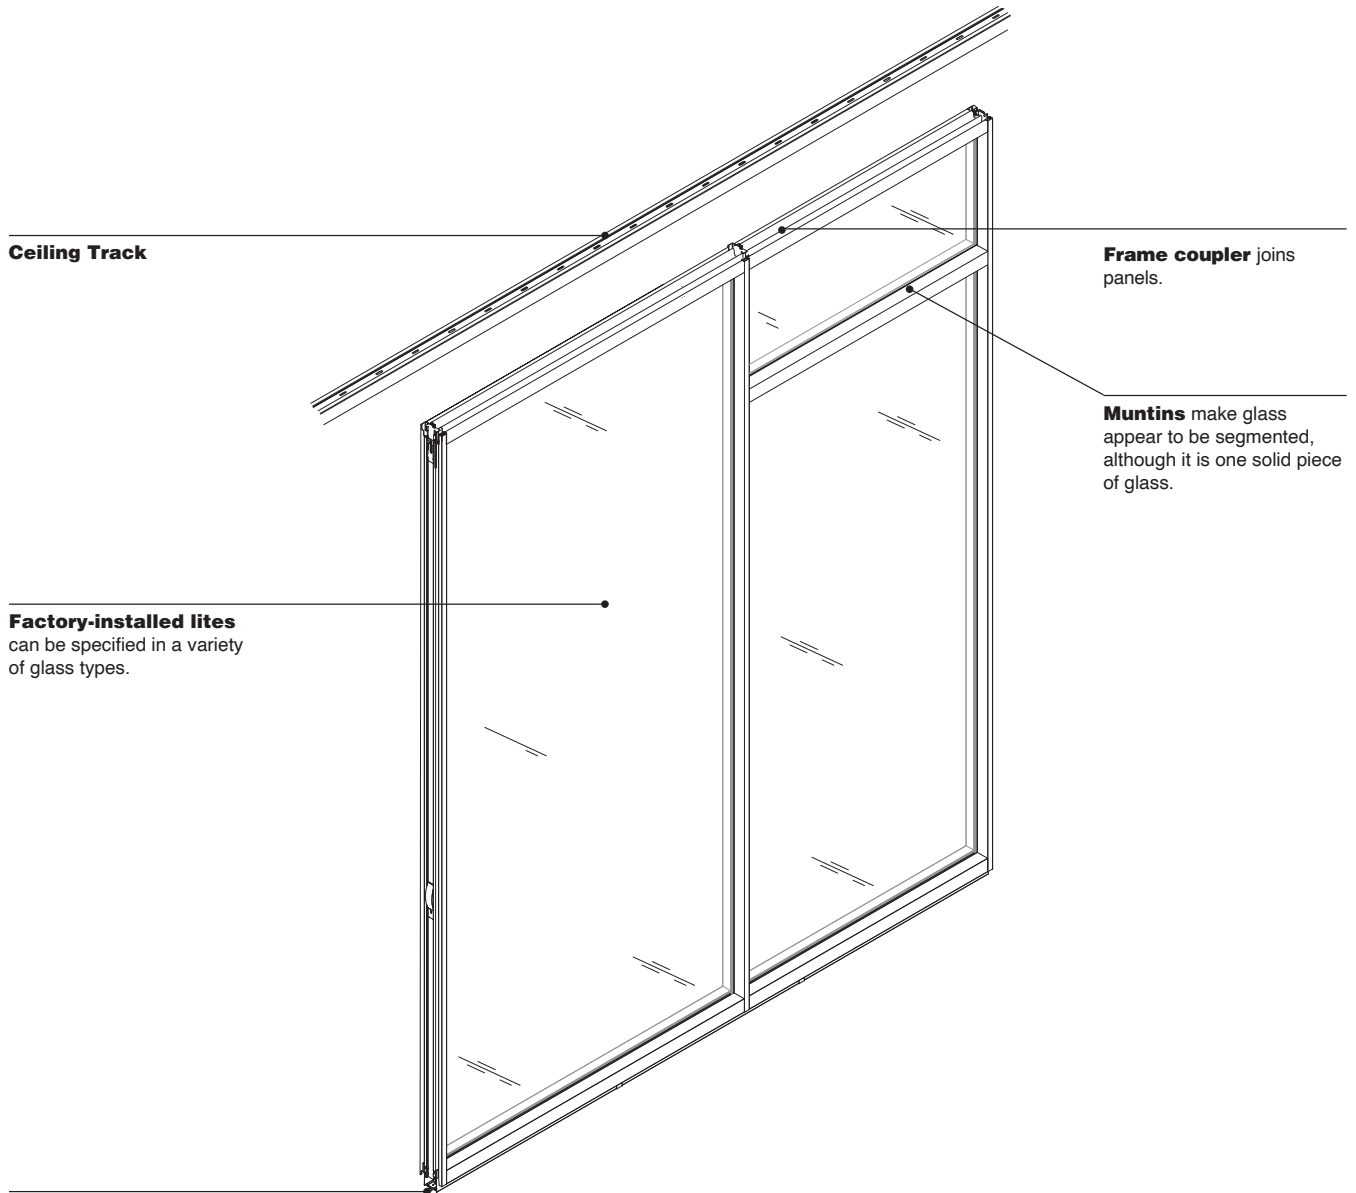 Ceiling Track
Frame coupler joins
panels.
Muntins make glass
appear to be segmented,
although it is one solid piece
of glass.
Factory-installed lites
can be specified in a variety
of glass types.